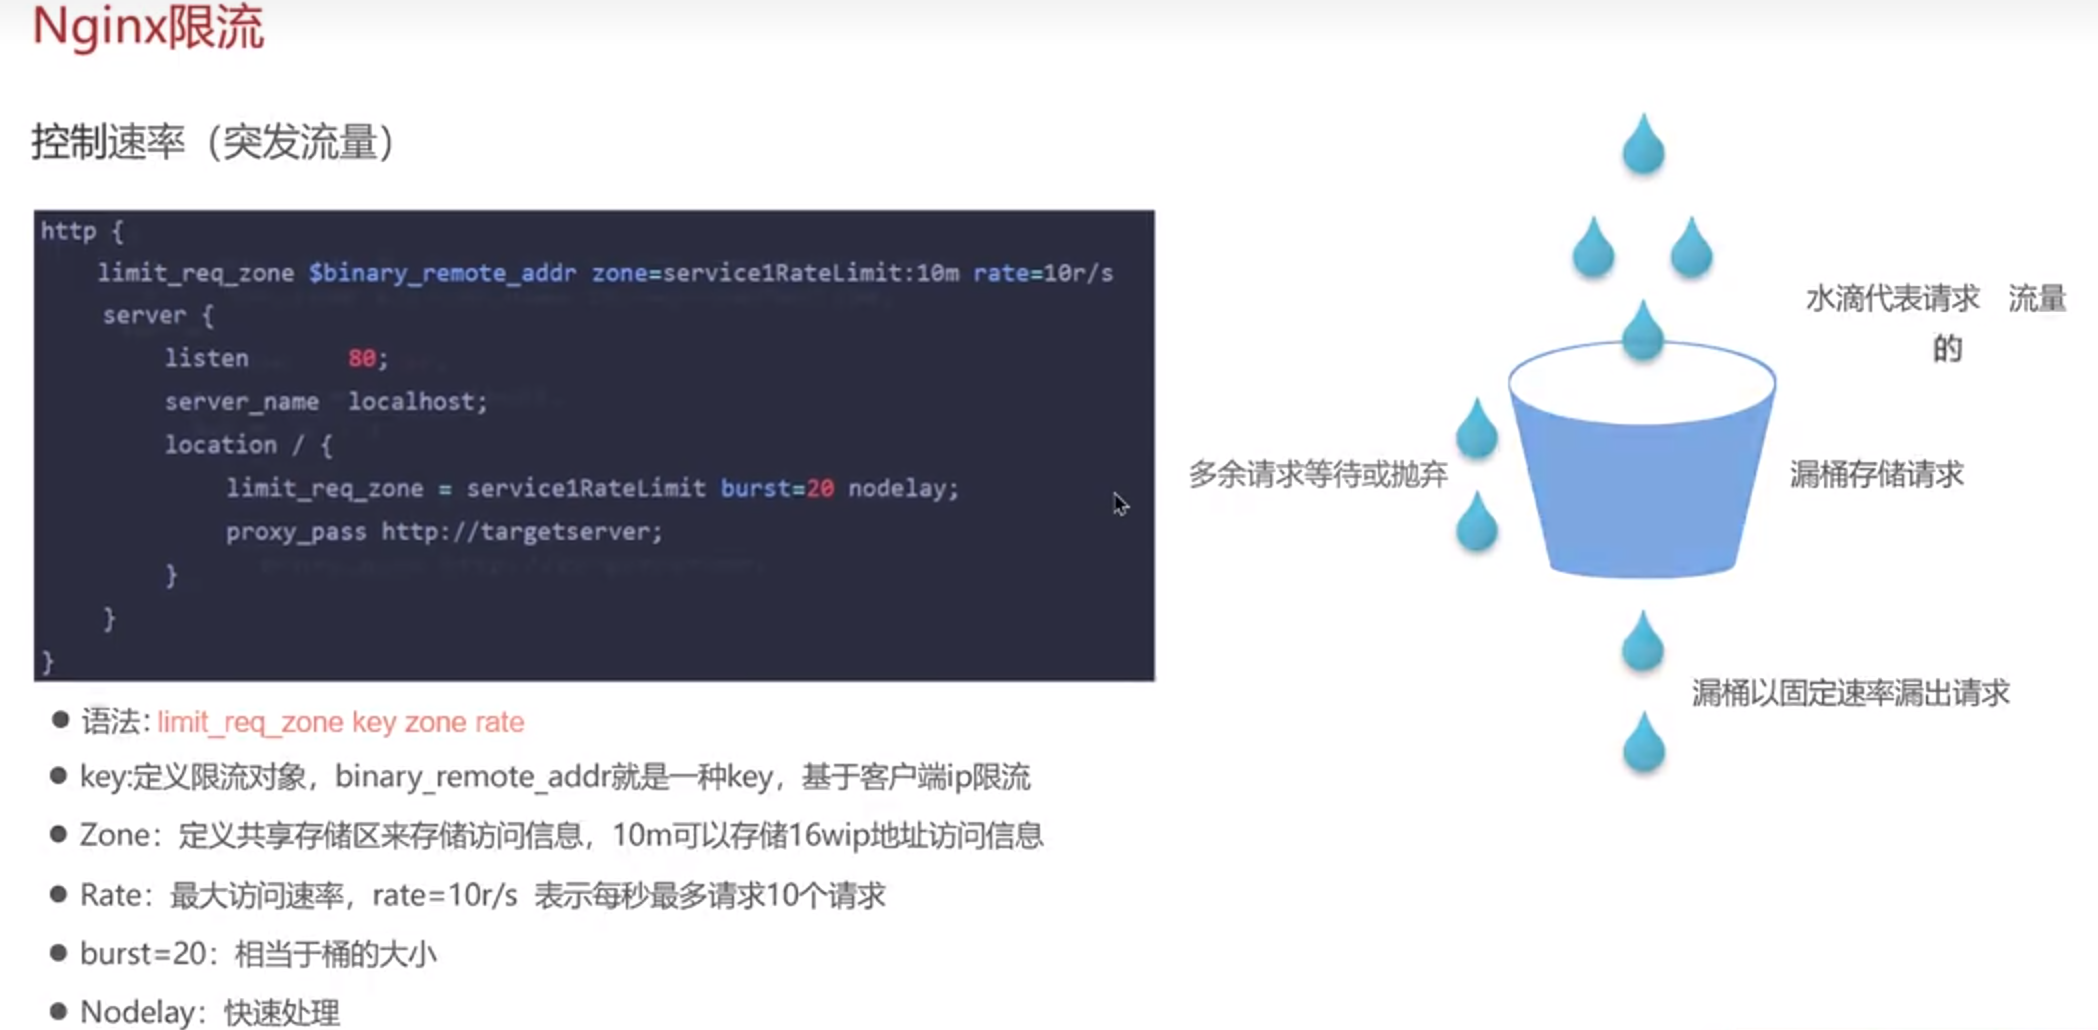 Nginx限流
控制速率（突发流量）
http {
limit_req_zone $binary_remote_addr zone=service1RateLimit:10m rate=10r/s
server {
listen 80;
server_name localhost;
location / {
limit_req_zone = service1RateLimit burst=20 nodelay;
proxy_pass http://targetserver;
}
}
}
语法: limit_req_zone key zone rate
key:定义限流对象，binary_remote_addr就是一种key，基于客户端ip限流
Zone：定义共享存储区来存储访问信息，10m可以存储16wip地址访问信息
Rate：最大访问速率，rate=10r/s 表示每秒最多请求10个请求
burst=20：相当于桶的大小
Nodelay：快速处理
水滴代表请求 流量
的
多余请求等待或抛弃
漏桶存储请求
漏桶以固定速率漏出请求